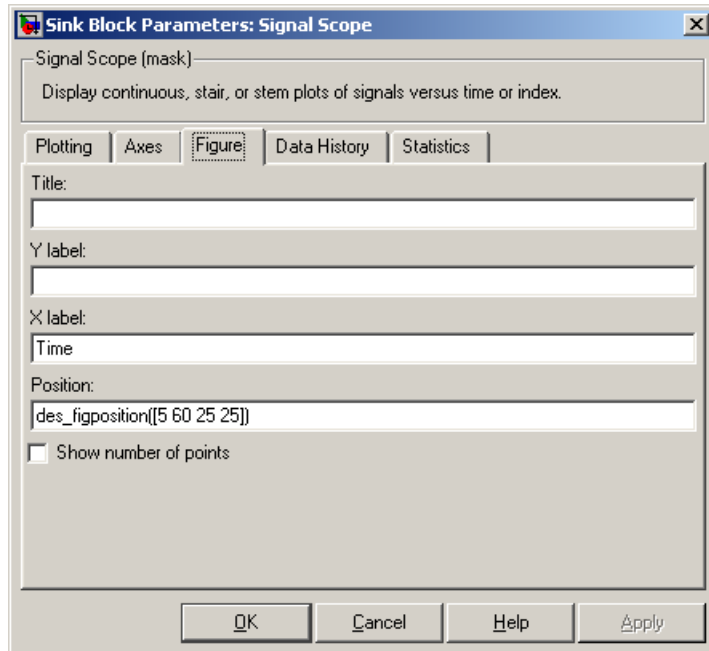 Sink Block Parameters: Signal Scope
Signal Scope (mask)
Display continuous, stair, or stem plots of signals versus time or index.
Plotting Axes Figure Data History Statistics
Title:
Y label:
X label:
Time
Position:
des_figposition([5 60 25 25])
Show number of points
OK Cancel Help Apply